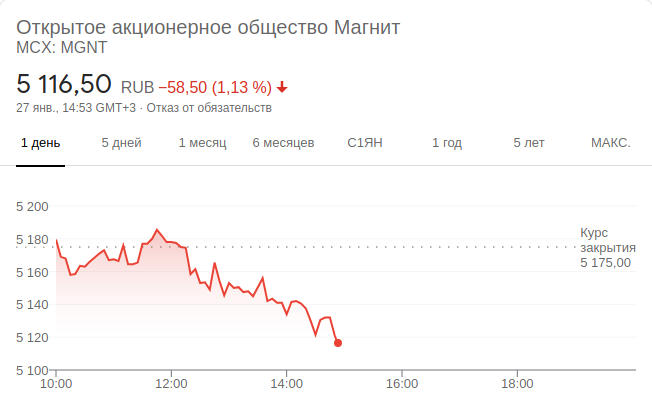 Открытое акционерное общество Магнит
MCX: MGNT
5 116,50 RUB −58,50 (1,13 %)
27 янв., 14:53 GMT+3 · Отказ от обязательств
1 день 5 дней 1 месяц 6 месяцев С1ЯН 1 год 5 лет МАКС.
5 200
5 180
5 160
5 140
5 120
5 100
Курс
закрытия
5 175,00
10:00 12:00 14:00 16:00 18:00